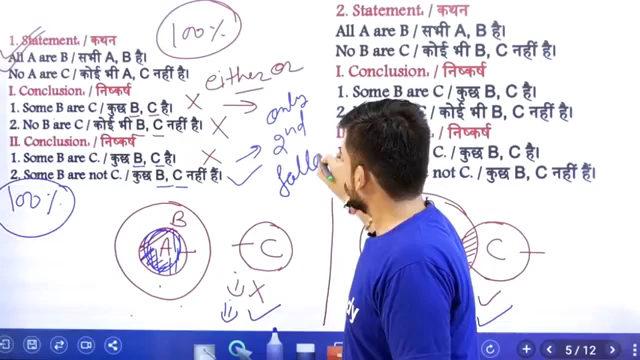 1. Statement / कथन
All A are B / सभी A, B है।
No A are C / कोई भी A, C नहीं है।
I. Conclusion / निष्कर्ष
1. Some B are C / कुछ B, C है।
2. No B are C / कोई भी B, C नहीं है।
II. Conclusion / निष्कर्ष
1. Some B are C. / कुछ B, C है।
2. Some B are not C. / कुछ B, C नहीं हैं।
100%
100%
either or
only
2nd
B
A
C
2. Statement / कथन
All A are B / सभी A, B है।
No B are C / कोई भी B, C नहीं है।
I. Conclusion / निष्कर्ष
1. Some B are C / कुछ B, C है।
B, C नहीं है।
निष्कर्ष
C. / कुछ B, C है।
not C. / कुछ B, C नहीं हैं।
C
5 / 12